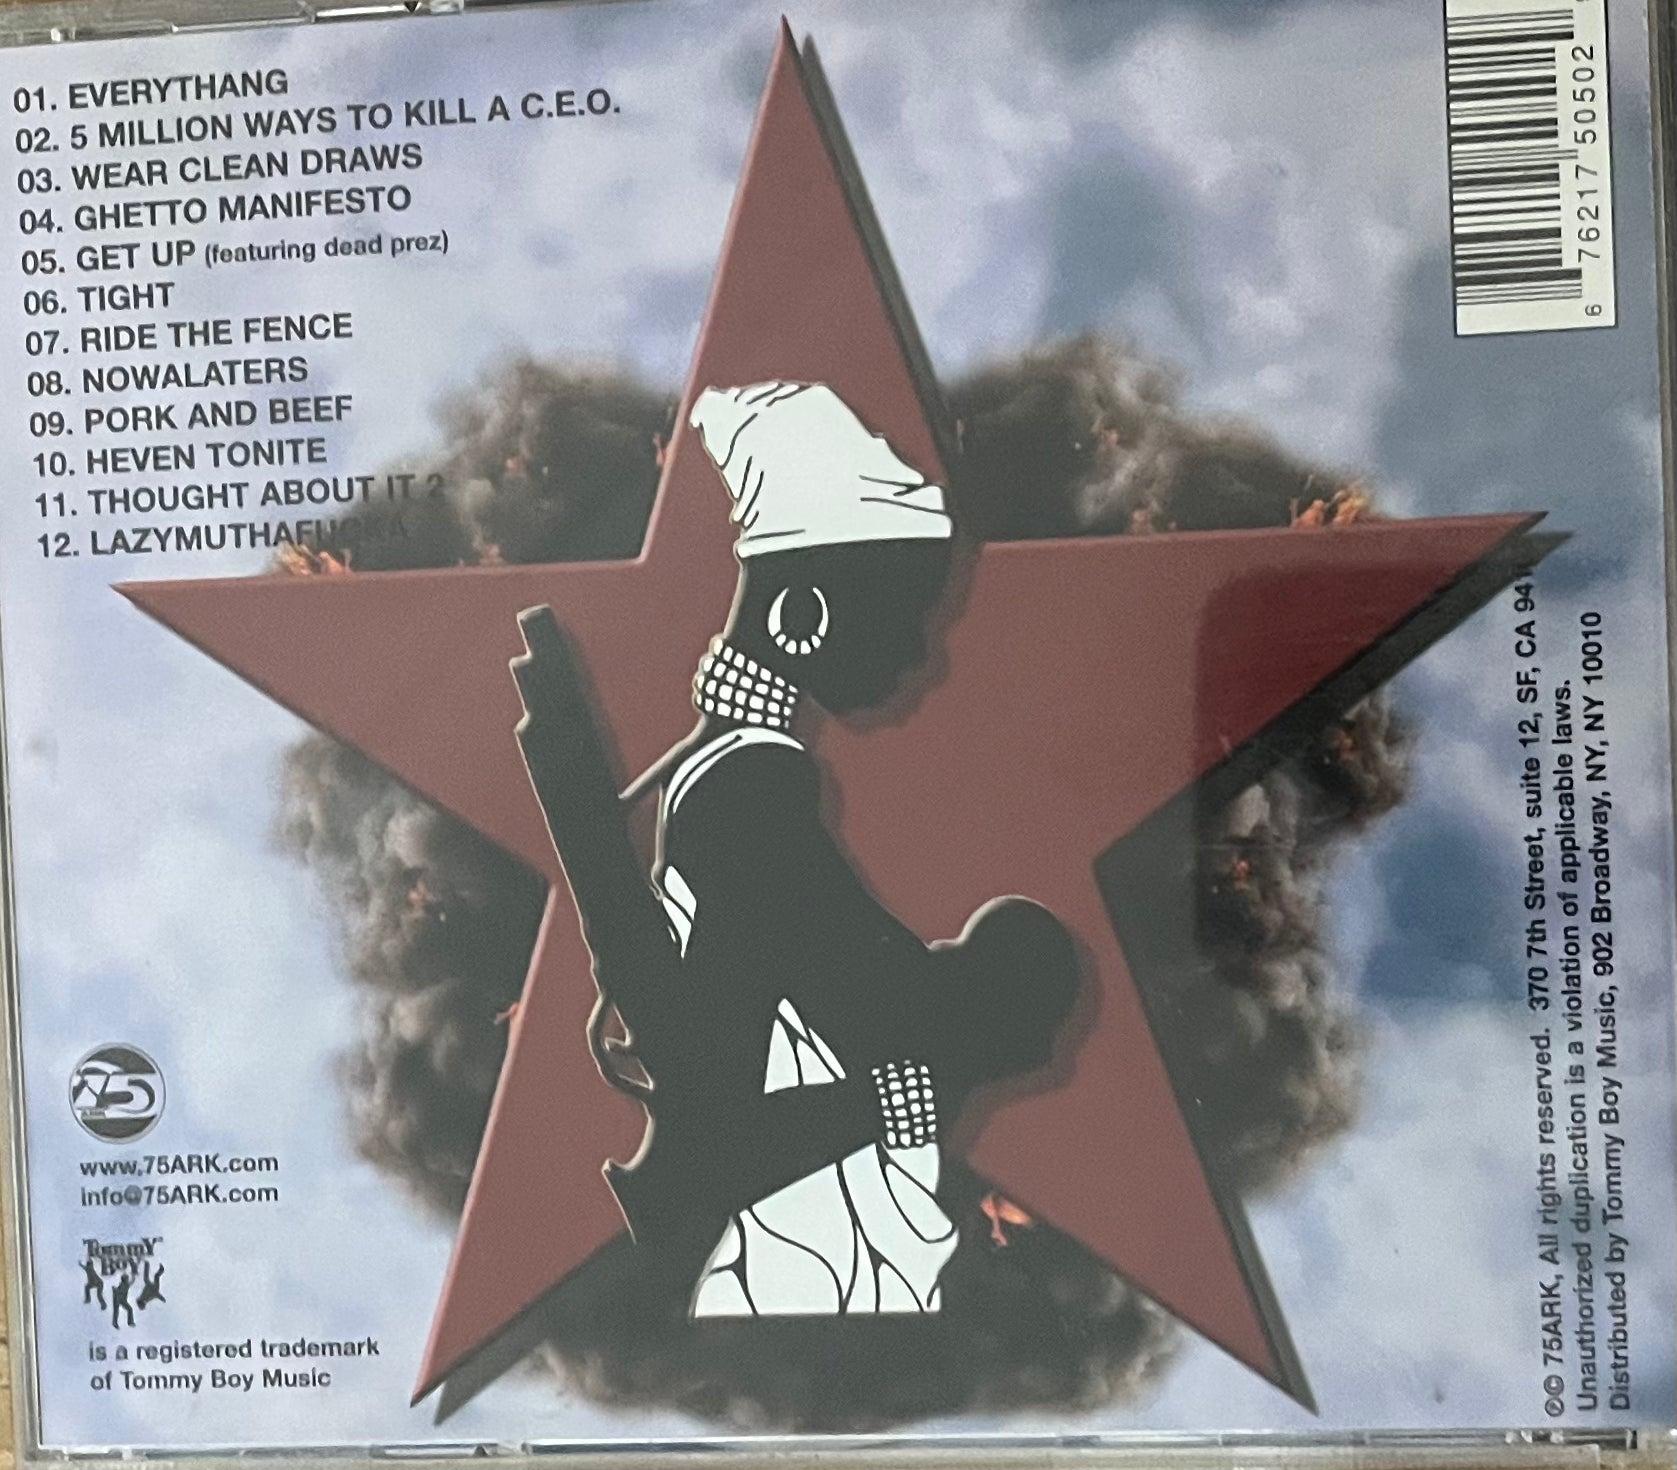 01. EVERYTHANG
02. 5 MILLION WAYS TO KILL A C.E.O.
03. WEAR CLEAN DRAWS
04. GHETTO MANIFESTO
05. GET UP (featuring dead prez)
06. TIGHT
07. RIDE THE FENCE
08. NOWALATERS
09. PORK AND BEEF
10. HEVEN TONITE
11. THOUGHT ABOUT IT 2
12. LAZYMUTHAFUCKA
6 76217 50502
75
www.75ARK.com
info@75ARK.com
Tommy
Boy
is a registered trademark
of Tommy Boy Music
℗© 75ARK, All rights reserved. 370 7th Street, suite 12, SF, CA
Unauthorized duplication is a violation of applicable laws.
Distributed by Tommy Boy Music, 902 Broadway, NY, NY 10010